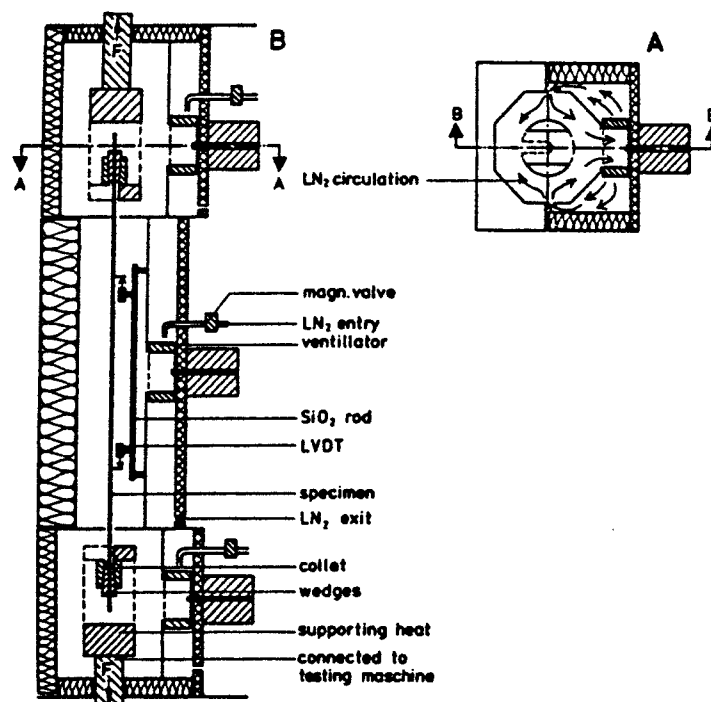 B
A
F
B
B
A
A
LN₂ circulation
magn. valve
LN₂ entry
ventillator
SiO₂ rod
LVDT
specimen
LN₂ exit
collet
wedges
supporting heat
connected to
testing maschine
F